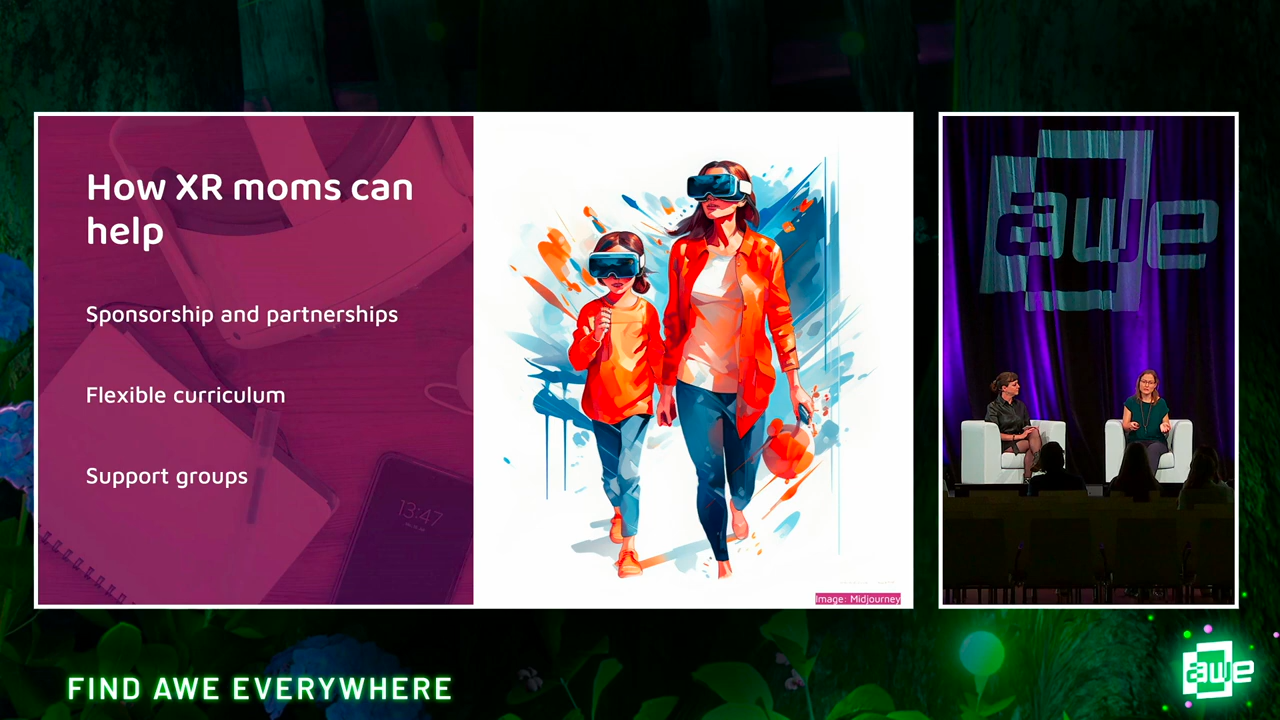 How XR moms can
help
Sponsorship and partnerships
Flexible curriculum
Support groups
13:47
Image: Midjourney
awe
FIND AWE EVERYWHERE
awe